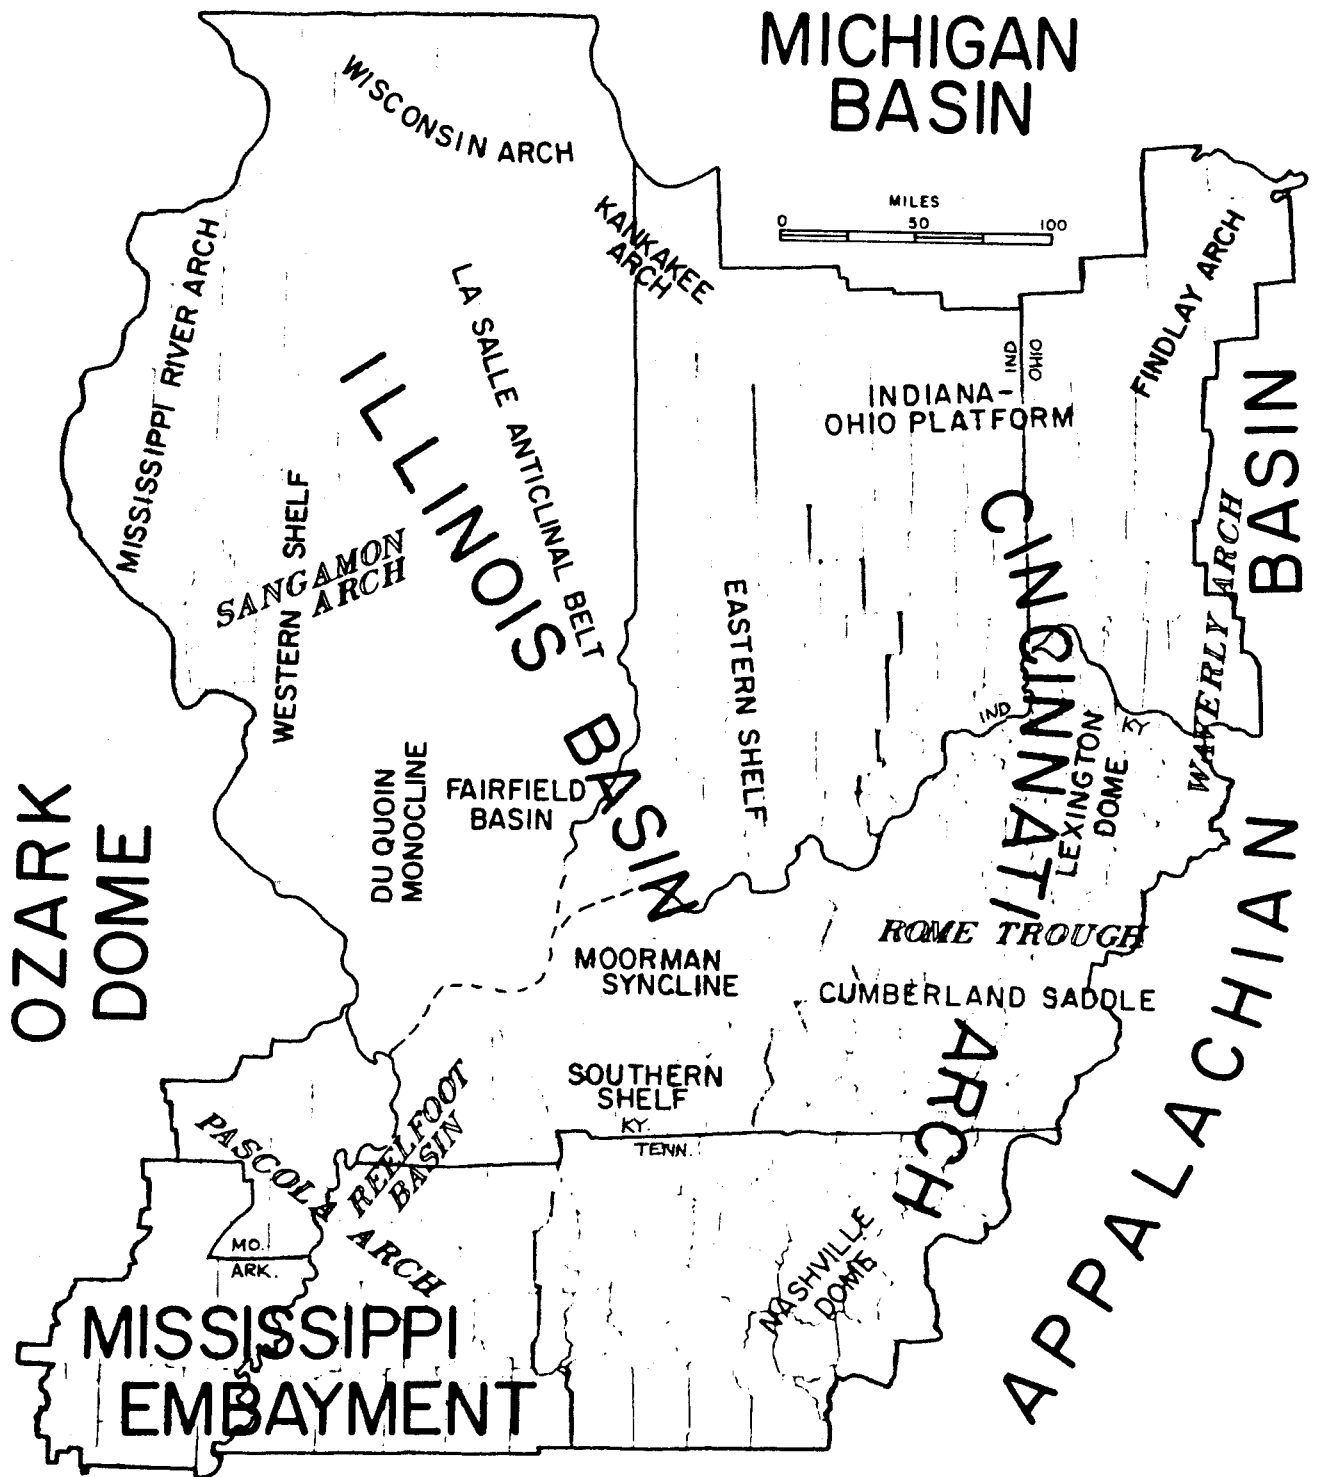 MICHIGAN
BASIN
WISCONSIN ARCH
MILES
0 50 100
KANKAKEE
ARCH
MISSISSIPPI RIVER ARCH
LA SALLE ANTICLINAL BELT
FINDLAY ARCH
IND
OHIO
INDIANA-
OHIO PLATFORM
ILLINOIS BASIN
WESTERN SHELF
SANGAMON
ARCH
EASTERN SHELF
CINCINNATI
ARCH
WAVERLY ARCH
IND
KY
LEXINGTON
DOME
DU QUOIN
MONOCLINE
FAIRFIELD
BASIN
OZARK
DOME
APPALACHIAN
BASIN
ROME TROUGH
MOORMAN
SYNCLINE
CUMBERLAND SADDLE
SOUTHERN
SHELF
KY.
TENN.
REELFOOT
BASIN
PASCOLA ARCH
MO.
ARK.
NASHVILLE
DOME
MISSISSIPPI
EMBAYMENT